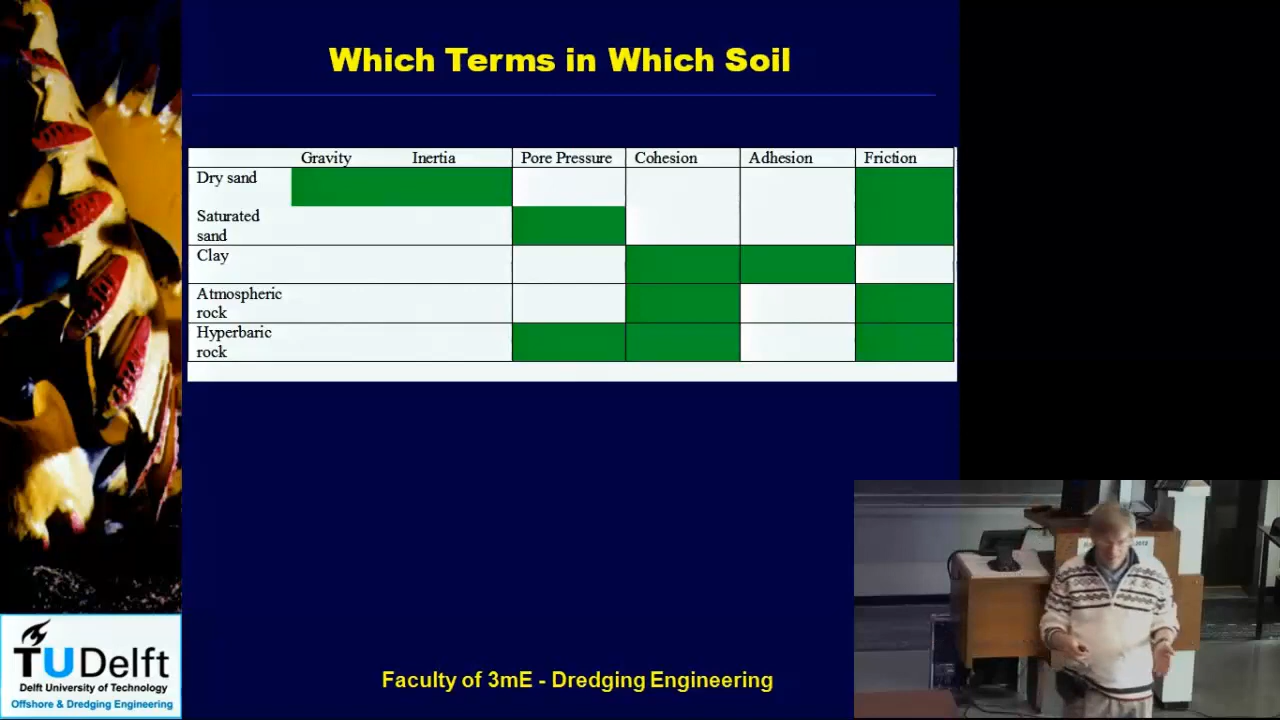 Which Terms in Which Soil
Gravity Inertia Pore Pressure Cohesion Adhesion Friction
Dry sand
Saturated
sand
Clay
Atmospheric
rock
Hyperbaric
rock
TUDelft
Delft University of Technology
Offshore & Dredging Engineering
Faculty of 3mE - Dredging Engineering